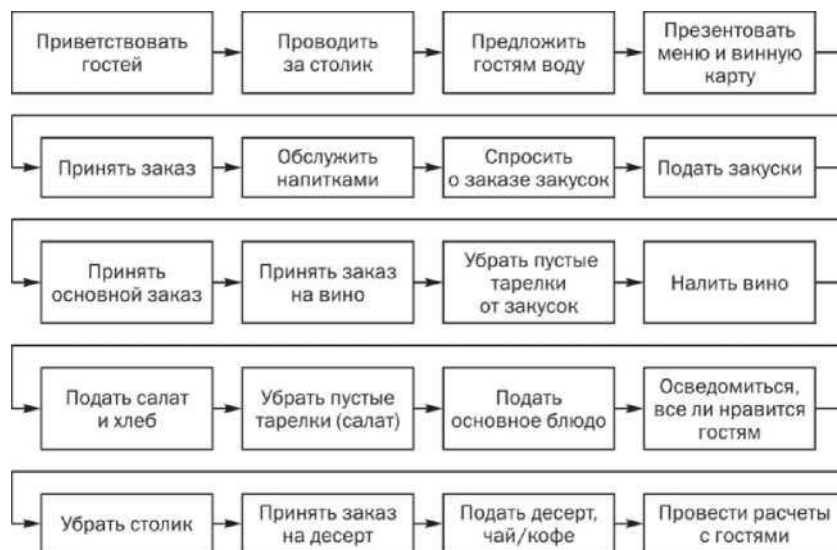 Приветствовать
гостей
Проводить
за столик
Предложить
гостям воду
Презентовать
меню и винную
карту
Принять заказ
Обслужить
напитками
Спросить
о заказе закусок
Подать закуски
Принять
основной заказ
Принять заказ
на вино
Убрать пустые
тарелки
от закусок
Налить вино
Подать салат
и хлеб
Убрать пустые
тарелки (салат)
Подать
основное блюдо
Осведомиться,
все ли нравится
гостям
Убрать столик
Принять заказ
на десерт
Подать десерт,
чай/кофе
Провести расчеты
с гостями